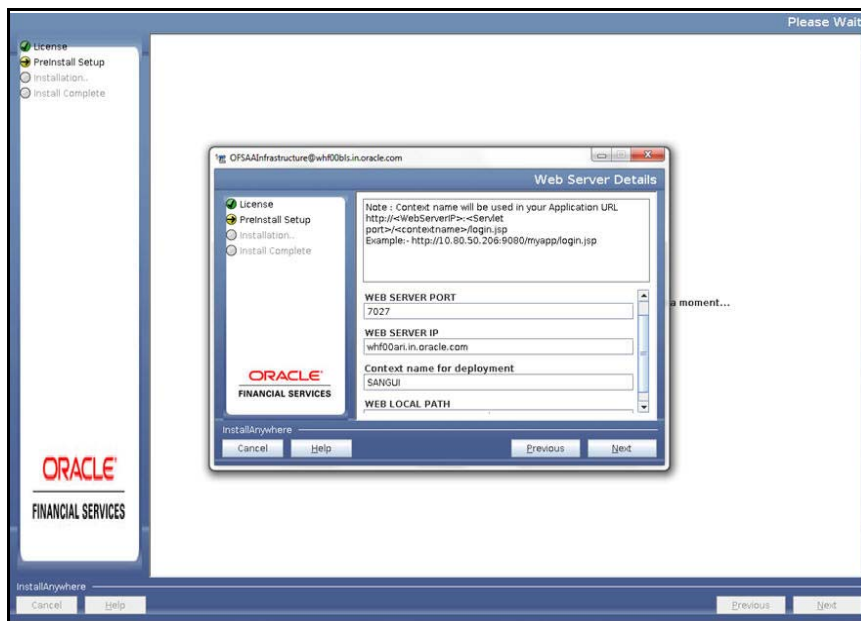 Please Wait
License
PreInstall Setup
Installation..
Install Complete
OFSAAInfrastructure@whf00bls.in.oracle.com
Web Server Details
License
PreInstall Setup
Installation..
Install Complete
Note : Context name will be used in your Application URL
http://<WebServerIP>:<Servlet
port>/<contextname>/login.jsp
Example:- http://10.80.50.206:9080/myapp/login.jsp
WEB SERVER PORT
7027
WEB SERVER IP
whf00ari.in.oracle.com
Context name for deployment
SANGUI
WEB LOCAL PATH
ORACLE
FINANCIAL SERVICES
InstallAnywhere
Cancel Help Previous Next
a moment...
ORACLE
FINANCIAL SERVICES
InstallAnywhere
Cancel Help Previous Next